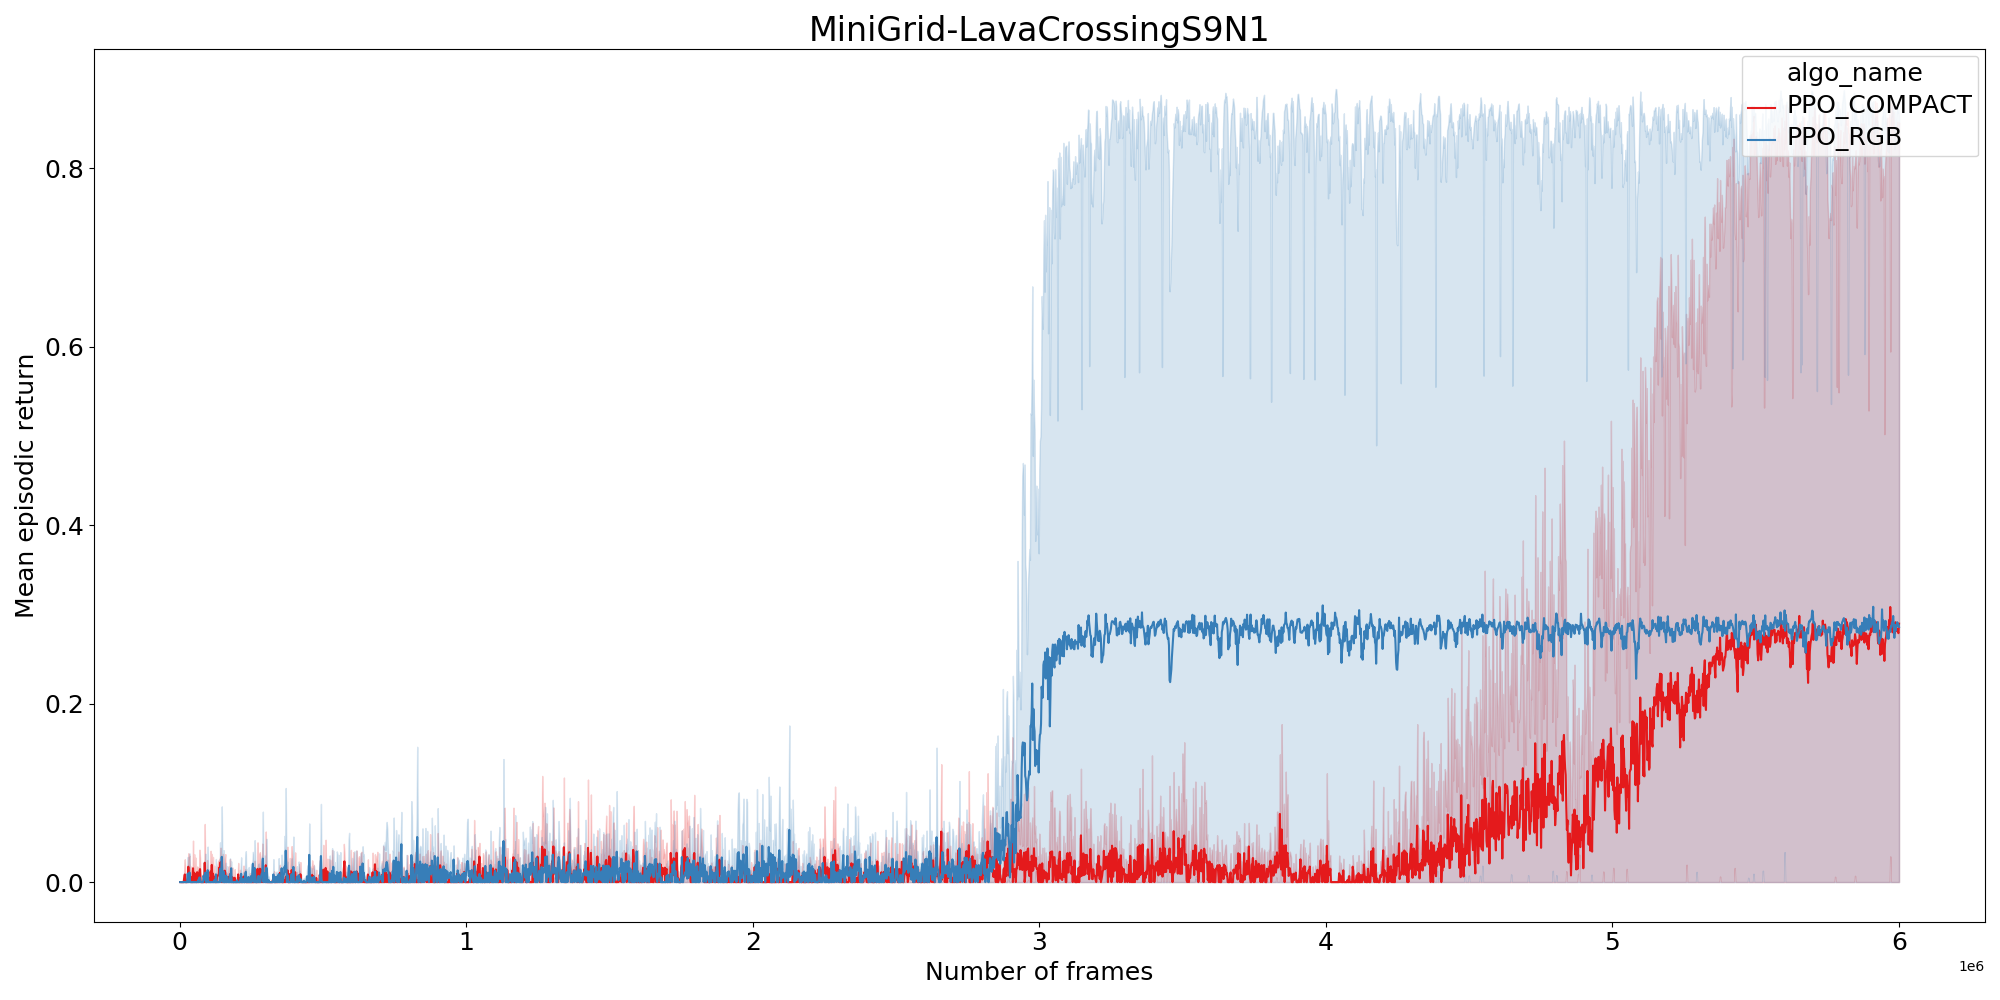 MiniGrid-LavaCrossingS9N1
algo_name
PPO_COMPACT
PPO_RGB
Mean episodic return
0.8
0.6
0.4
0.2
0.0
0 1 2 3 4 5 6
1e6
Number of frames